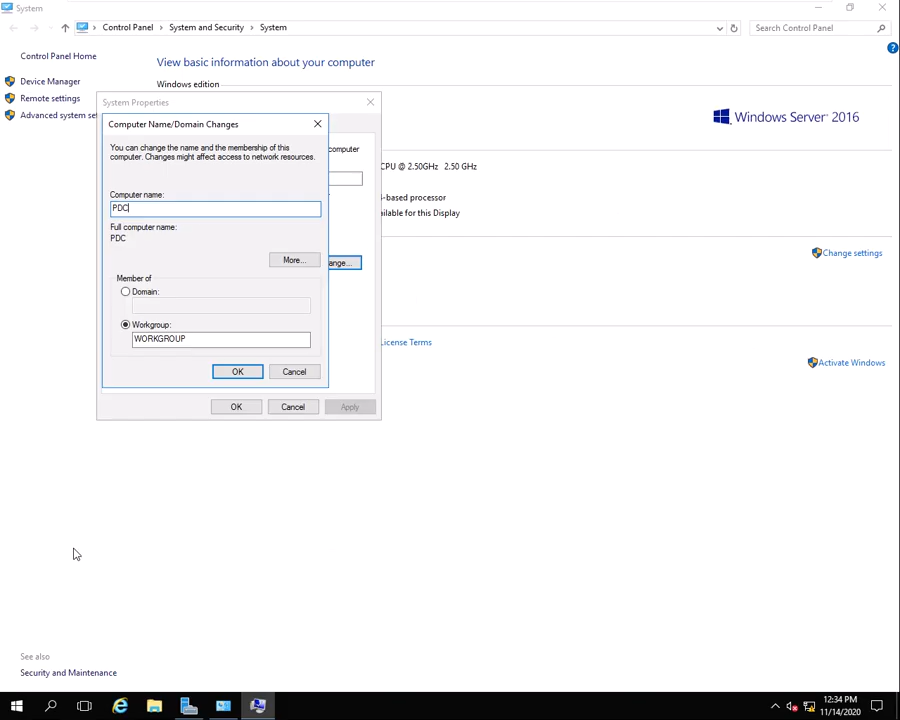 System
Control Panel > System and Security > System
Search Control Panel
Control Panel Home
Device Manager
Remote settings
Advanced system set
View basic information about your computer
Windows edition
Windows Server® 2016
System Properties
Computer Name/Domain Changes
You can change the name and the membership of this
computer. Changes might affect access to network resources.
Computer name:
PDC
Full computer name:
PDC
More...
Member of
Domain:
Workgroup:
WORKGROUP
OK
Cancel
computer
ange...
OK
Cancel
Apply
CPU @ 2.50GHz 2.50 GHz
-based processor
ailable for this Display
Change settings
License Terms
Activate Windows
See also
Security and Maintenance
12:34 PM
11/14/2020